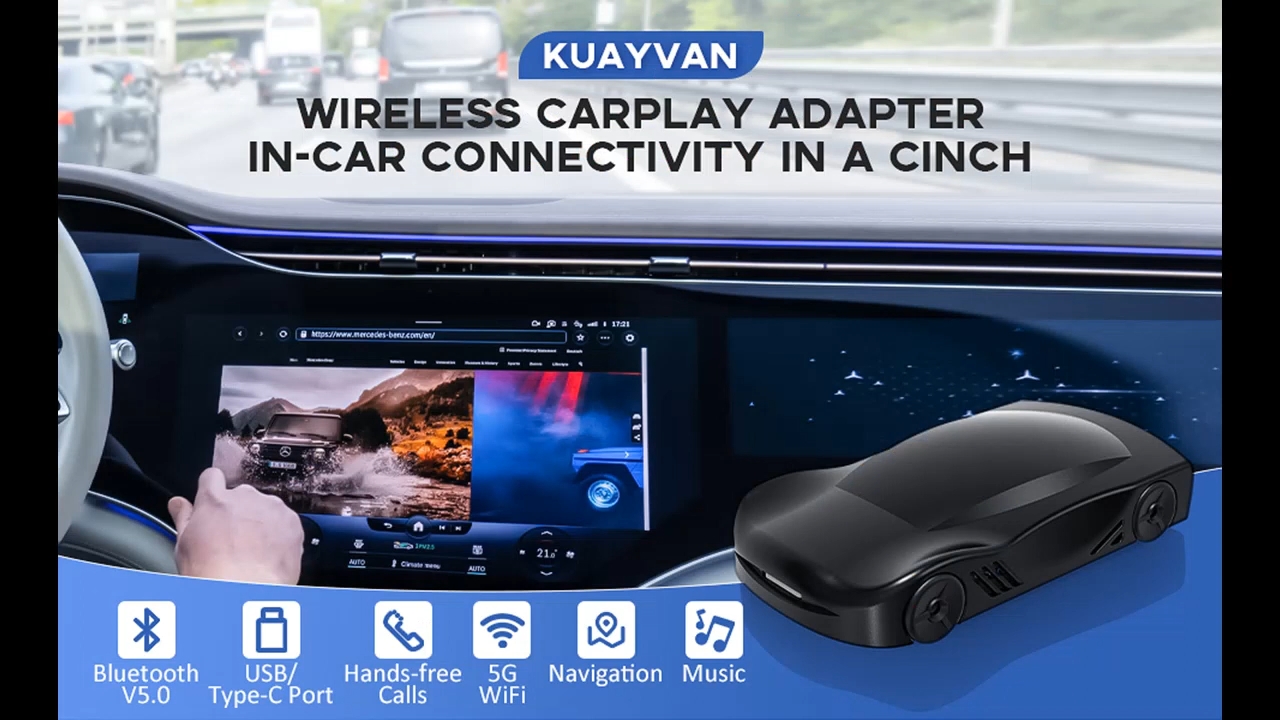 KUAYVAN
WIRELESS CARPLAY ADAPTER
IN-CAR CONNECTIVITY IN A CINCH
17:21
https://www.mercedes-benz.com/en/
21.0
AUTO
Climate menu
AUTO
Bluetooth
V5.0
USB/
Type-C Port
Hands-free
Calls
5G
WiFi
Navigation
Music